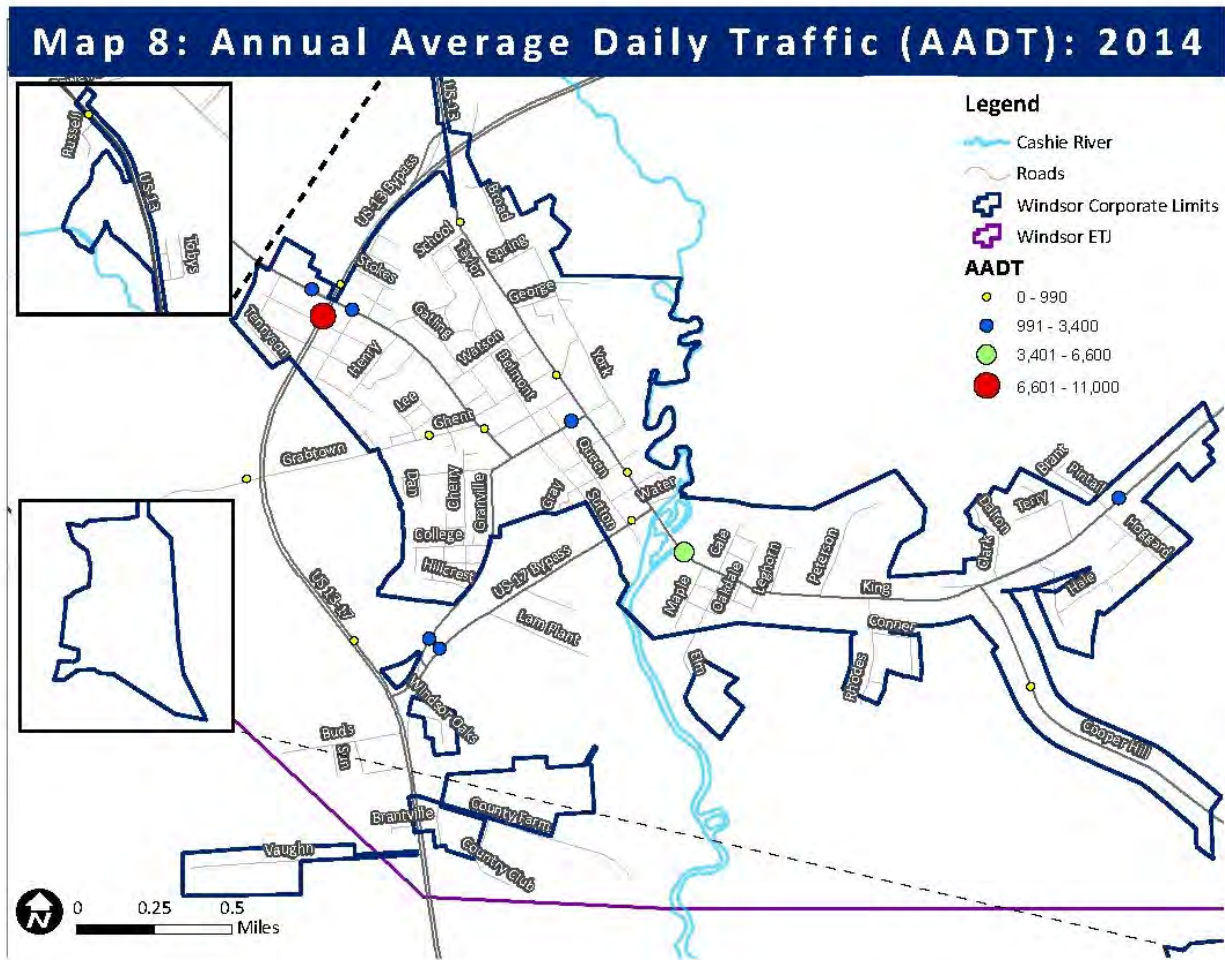 Map 8: Annual Average Daily Traffic (AADT): 2014
Legend
Cashie River
Roads
Windsor Corporate Limits
Windsor ETJ
AADT
0 - 990
991 - 3,400
3,401 - 6,600
6,601 - 11,000
Russell
US-13
Tobys
US-13
US-13 Bypass
Broad
School
Taylor
Spring
Stokes
George
Tennyson
Gatling
Henry
Watson
Belmont
York
Lee
Ghent
Grabtown
Queen
Dan
Cherry
Granville
Gray
Sutton
Water
College
Hillcrest
US-17 Bypass
US 13-17
Lam Plant
Cale
Maple
Oakdale
Leghorn
Peterson
King
Brant
Pintail
Terry
Dalton
Clark
Hoggard
Hale
Conner
Rhodes
Elm
Cooper Hill
Windsor Oaks
Buds
Sun
Brantville
County Farm
Country Club
Vaughn
N
0 0.25 0.5
Miles